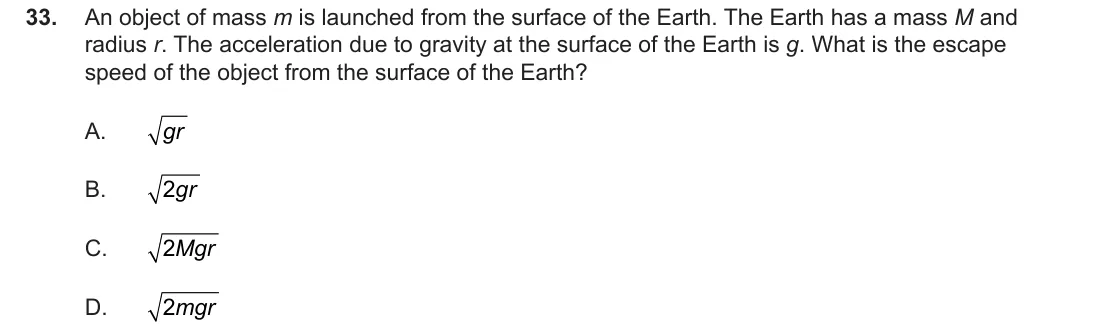 33. An object of mass m is launched from the surface of the Earth. The Earth has a mass M and
radius r. The acceleration due to gravity at the surface of the Earth is g. What is the escape
speed of the object from the surface of the Earth?
A. √gr
B. √2gr
C. √2Mgr
D. √2mgr